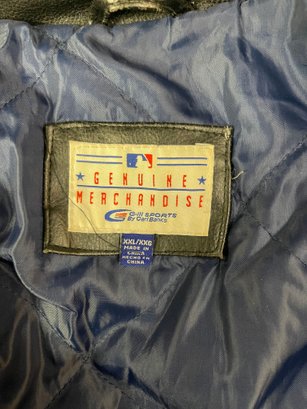 GENUINE
MERCHANDISE
G-III SPORTS
By Carl Banks
XXL/XXG
MADE IN
CHINA
HECHO EN
CHINA